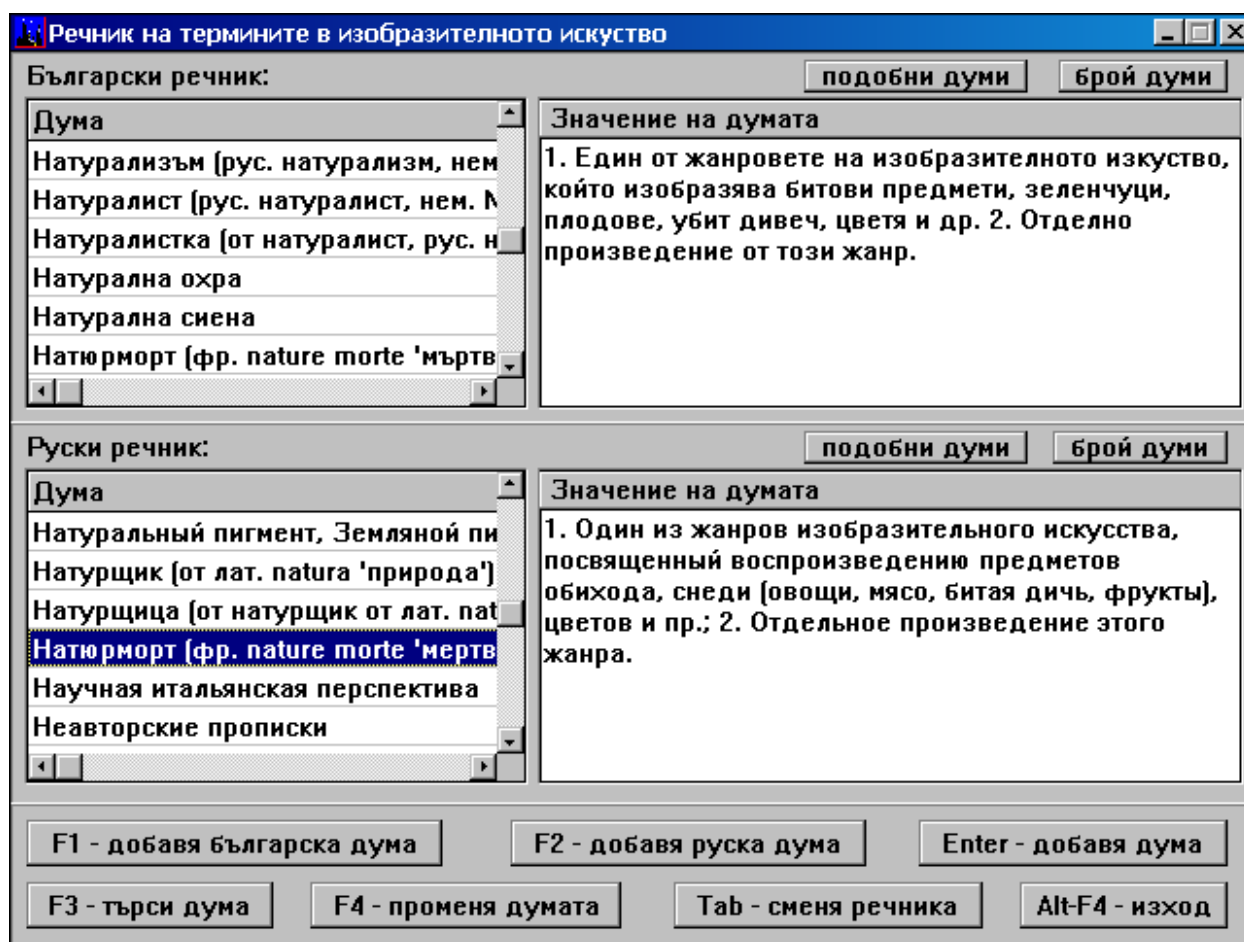 Речник на термините в изобразителното искуство
Български речник:
подобни думи
брой думи
Дума
Натурализъм (рус. натурализм, нем
Натуралист (рус. натуралист, нем. N
Натуралистка (от натуралист, рус. н
Натурална охра
Натурална сиена
Натюрморт (фр. nature morte 'мъртв
Значение на думата
1. Един от жанровете на изобразителното изкуство,
който изобразява битови предмети, зеленчуци,
плодове, убит дивеч, цветя и др. 2. Отделно
произведение от този жанр.
Руски речник:
подобни думи
брой думи
Дума
Натуральный пигмент, Земляной пи
Натурщик (от лат. natura 'природа')
Натурщица (от натурщик от лат. nat
Натюрморт (фр. nature morte 'мертв
Научная итальянская перспектива
Неавторские прописки
Значение на думата
1. Один из жанров изобразительного искусства,
посвященный воспроизведению предметов
обихода, снеди (овощи, мясо, битая дичь, фрукты),
цветов и пр.; 2. Отдельное произведение этого
жанра.
F1 - добавя българска дума
F2 - добавя руска дума
Enter - добавя дума
F3 - търси дума
F4 - променя думата
Tab - сменя речника
Alt-F4 - изход